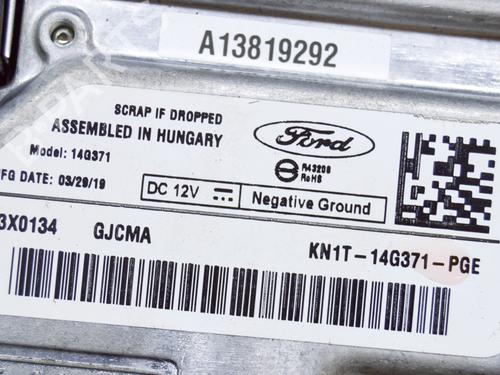 A13819292
SCRAP IF DROPPED
ASSEMBLED IN HUNGARY
Ford
Model: 14G371
R43208
RoHS
FG DATE: 03/29/19
DC 12V
Negative Ground
3X0134 GJCMA
KN1T-14G371-PGE